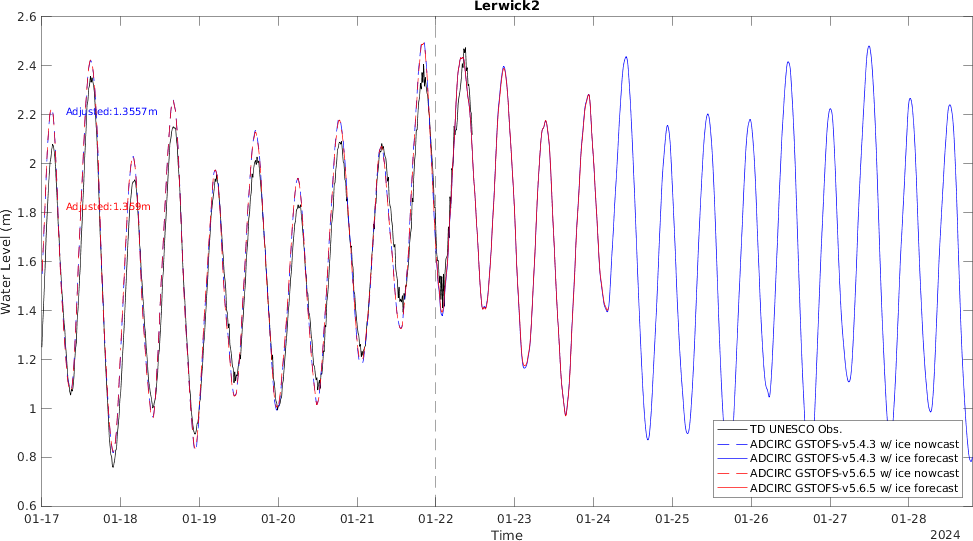 Lerwick2
2.6
2.4
2.2
2
1.8
1.6
1.4
1.2
1
0.8
0.6
Water Level (m)
Adjusted:1.3557m
Adjusted:1.359m
TD UNESCO Obs.
ADCIRC GSTOFS-v5.4.3 w/ ice nowcast
ADCIRC GSTOFS-v5.4.3 w/ ice forecast
ADCIRC GSTOFS-v5.6.5 w/ ice nowcast
ADCIRC GSTOFS-v5.6.5 w/ ice forecast
01-17 01-18 01-19 01-20 01-21 01-22 01-23 01-24 01-25 01-26 01-27 01-28
Time
2024